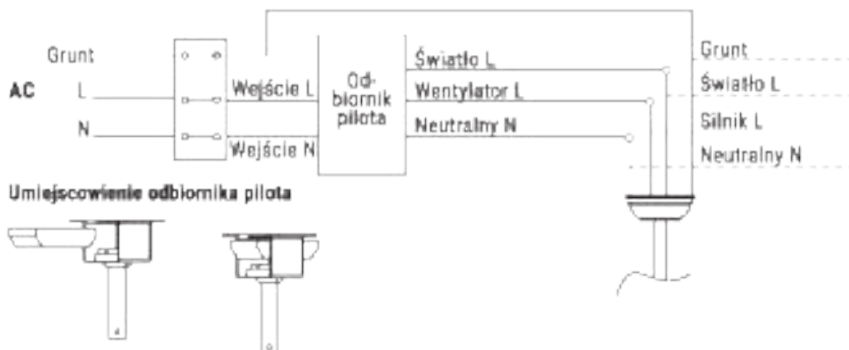 Grunt
AC L
N
Wejście L
Wejście N
Od-
biornik
pilota
Światło L
Wentylator L
Neutralny N
Grunt
Światło L
Silnik L
Neutralny N
Umiejscowienie odbiornika pilota